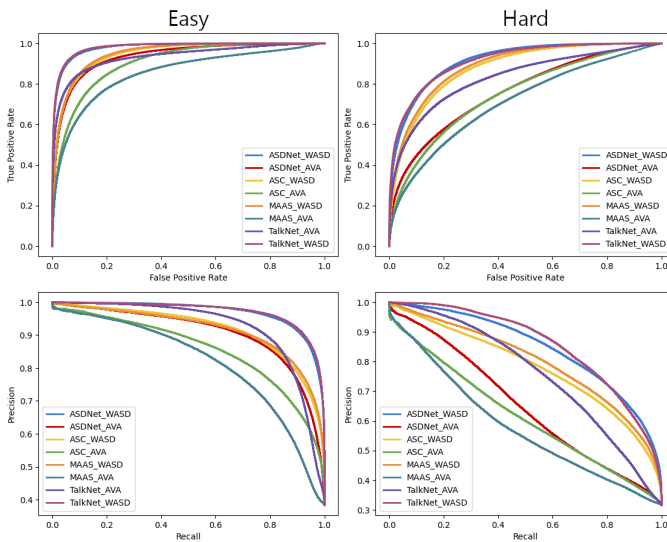 Easy
Hard
1.0
0.8
0.6
0.4
0.2
0.0
True Positive Rate
ASDNet_WASD
ASDNet_AVA
ASC_WASD
ASC_AVA
MAAS_WASD
MAAS_AVA
TalkNet_AVA
TalkNet_WASD
0.0 0.2 0.4 0.6 0.8 1.0
False Positive Rate
1.0
0.8
0.6
0.4
0.2
0.0
True Positive Rate
ASDNet_WASD
ASDNet_AVA
ASC_WASD
ASC_AVA
MAAS_WASD
MAAS_AVA
TalkNet_AVA
TalkNet_WASD
0.0 0.2 0.4 0.6 0.8 1.0
False Positive Rate
1.0
0.9
0.8
0.7
0.6
0.5
0.4
Precision
ASDNet_WASD
ASDNet_AVA
ASC_WASD
ASC_AVA
MAAS_WASD
MAAS_AVA
TalkNet_AVA
TalkNet_WASD
0.0 0.2 0.4 0.6 0.8 1.0
Recall
1.0
0.9
0.8
0.7
0.6
0.5
0.4
0.3
Precision
ASDNet_WASD
ASDNet_AVA
ASC_WASD
ASC_AVA
MAAS_WASD
MAAS_AVA
TalkNet_AVA
TalkNet_WASD
0.0 0.2 0.4 0.6 0.8 1.0
Recall